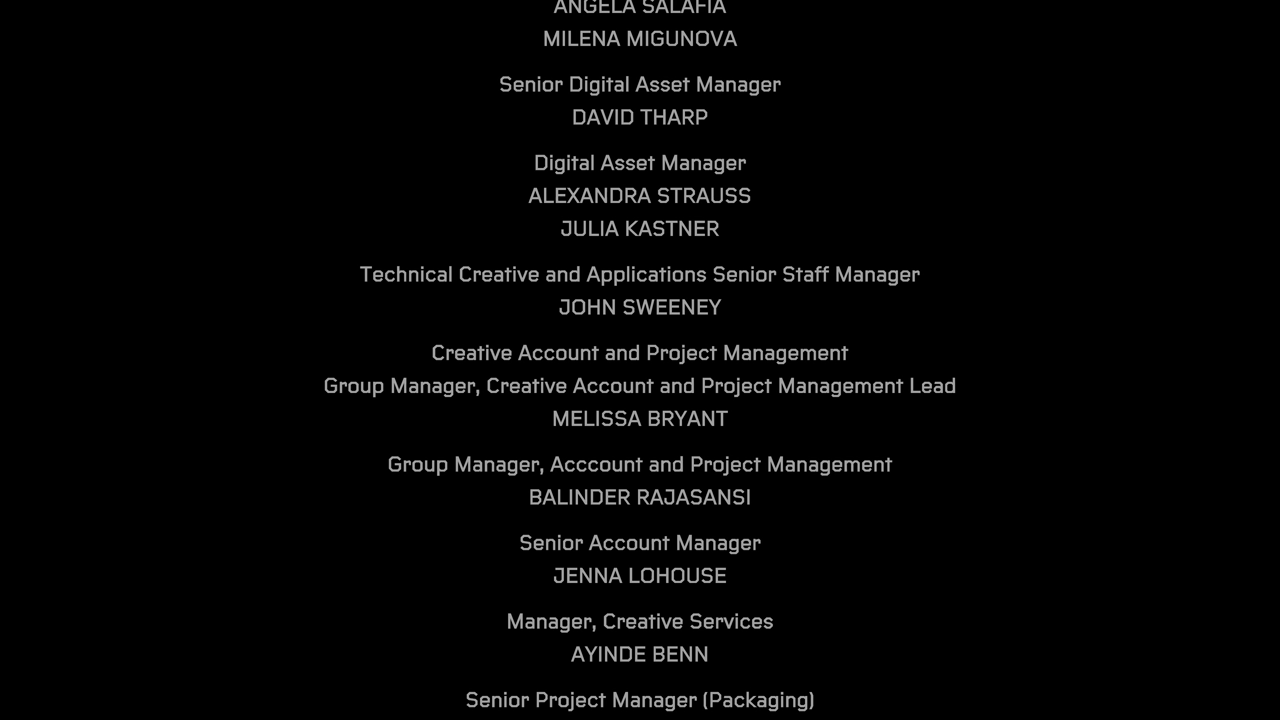 ANGELA SALAFIA
MILENA MIGUNOVA
Senior Digital Asset Manager
DAVID THARP
Digital Asset Manager
ALEXANDRA STRAUSS
JULIA KASTNER
Technical Creative and Applications Senior Staff Manager
JOHN SWEENEY
Creative Account and Project Management
Group Manager, Creative Account and Project Management Lead
MELISSA BRYANT
Group Manager, Acccount and Project Management
BALINDER RAJASANSI
Senior Account Manager
JENNA LOHOUSE
Manager, Creative Services
AYINDE BENN
Senior Project Manager (Packaging)